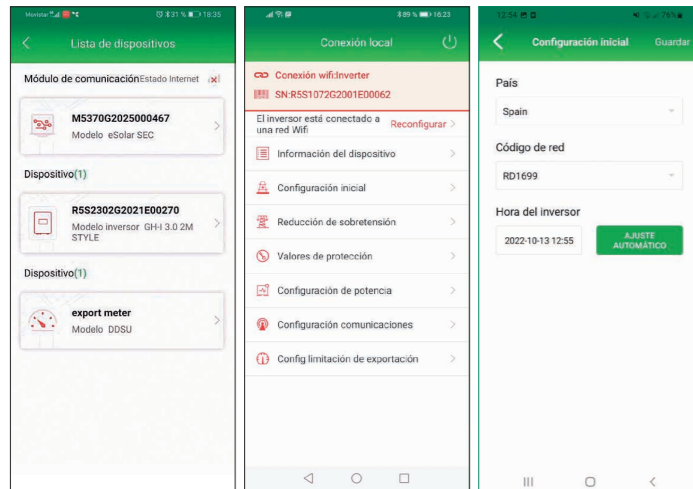 Movistar 831 % 18:35
Lista de dispositivos
Módulo de comunicación Estado Internet
M5370G2025000467
Modelo eSolar SEC
Dispositivo(1)
R5S2302G2021E00270
Modelo inversor GH-I 3.0 2M
STYLE
Dispositivo(1)
export meter
Modelo DDSU
89 % 16:23
Conexión local
Conexión wifi:Inverter
SN:R5S1072G2001E00062
El inversor está conectado a
una red Wifi
Reconfigurar
Información del dispositivo
Configuración inicial
Reducción de sobretensión
Valores de protección
Configuración de potencia
Configuración comunicaciones
Config limitación de exportación
12:54 76%
Configuración inicial Guardar
País
Spain
Código de red
RD1699
Hora del inversor
2022-10-13 12:55
AJUSTE
AUTOMÁTICO